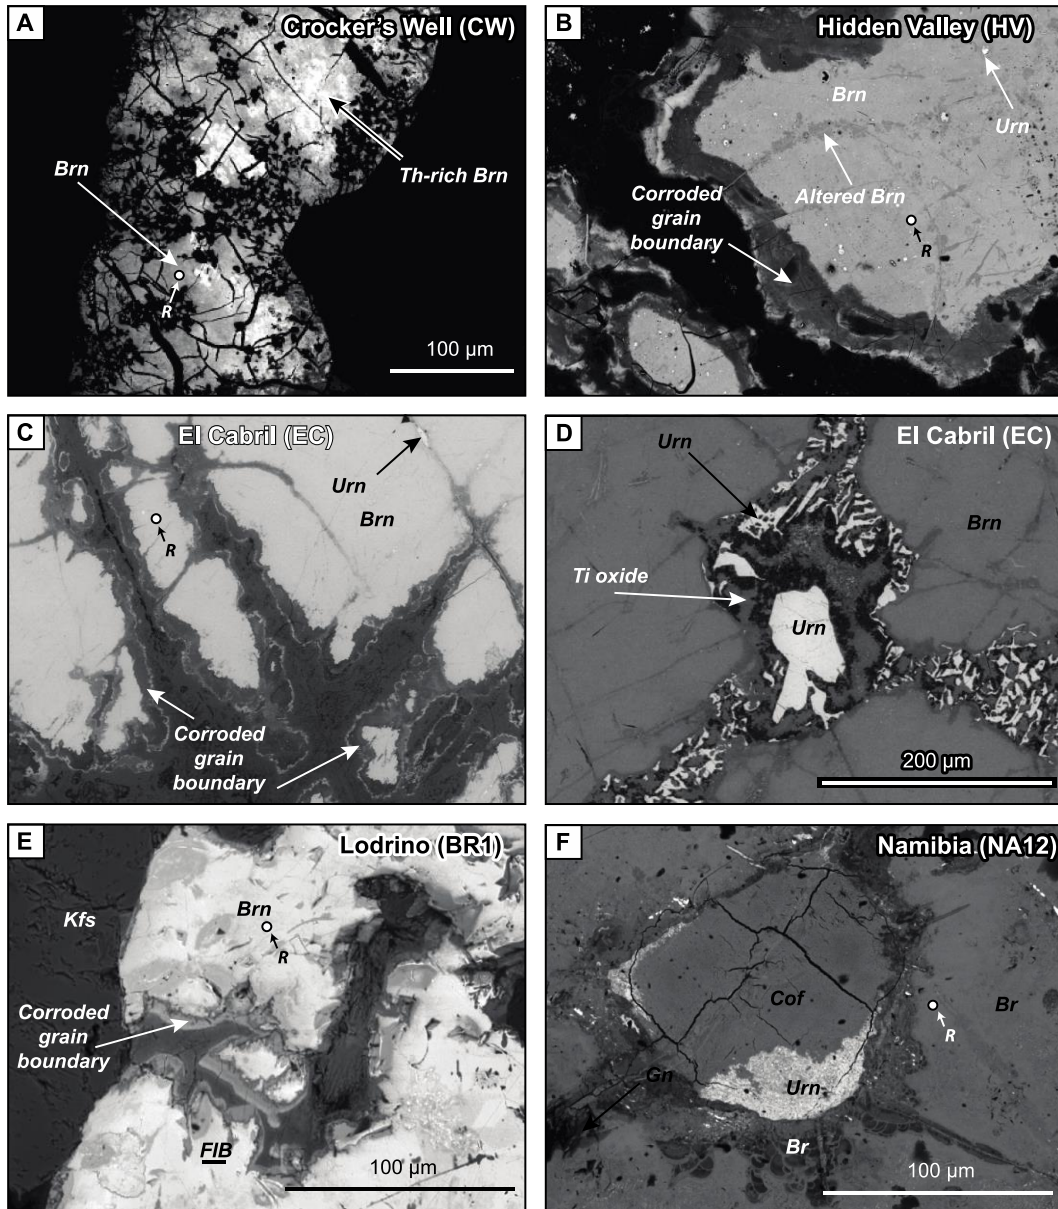 A
Crocker's Well (CW)
Brn
Th-rich Brn
R
100 µm
B
Hidden Valley (HV)
Brn
Urn
Altered Brn
Corroded
grain
boundary
R
C
El Cabril (EC)
Urn
Brn
R
Corroded
grain
boundary
D
El Cabril (EC)
Urn
Brn
Ti oxide
Urn
200 µm
E
Lodrino (BR1)
Kfs
Brn
R
Corroded
grain
boundary
FIB
100 µm
F
Namibia (NA12)
Cof
Br
R
Gn
Urn
Br
100 µm